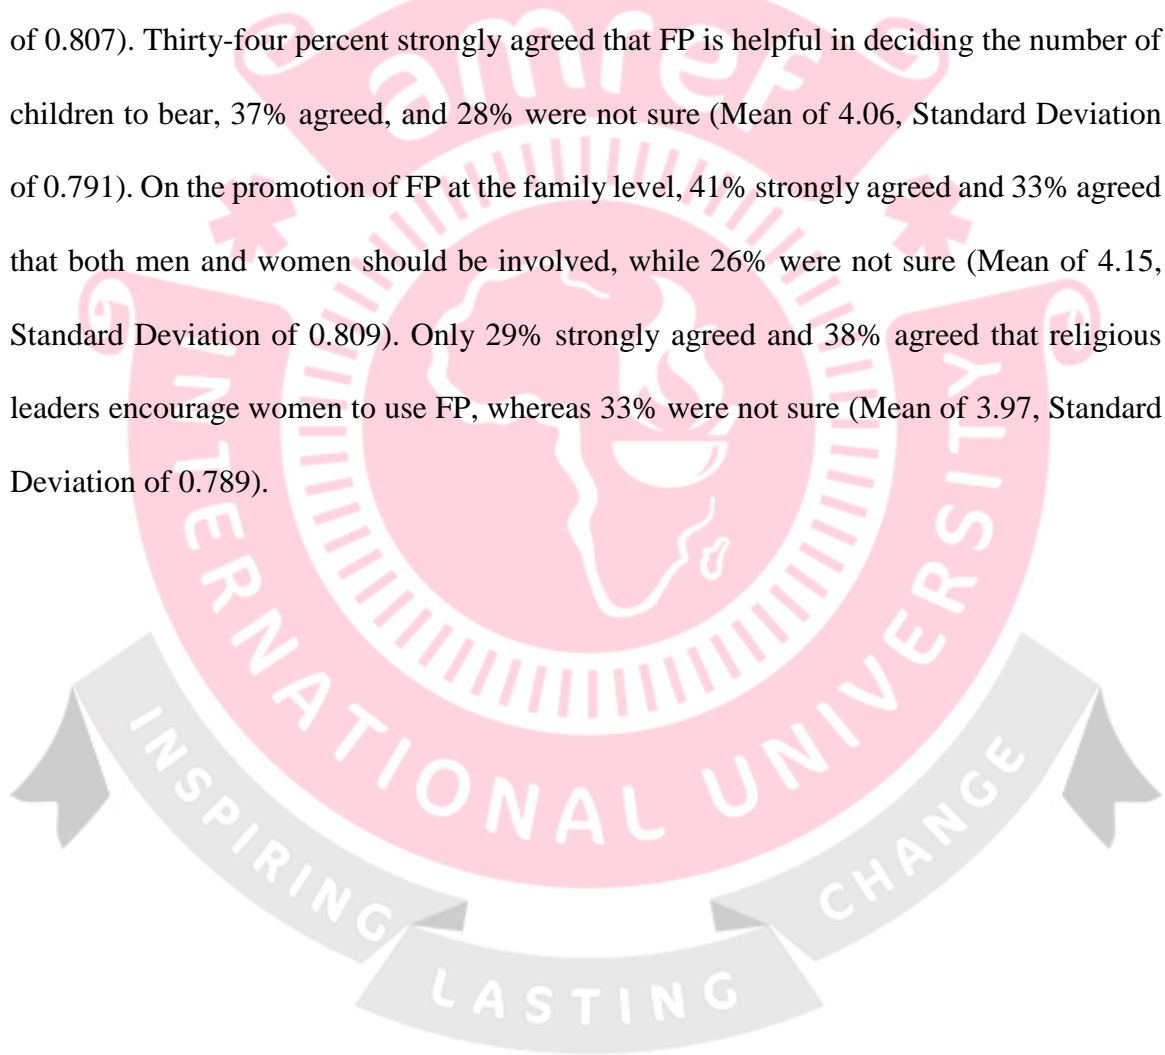 of 0.807). Thirty-four percent strongly agreed that FP is helpful in deciding the number of
children to bear, 37% agreed, and 28% were not sure (Mean of 4.06, Standard Deviation
of 0.791). On the promotion of FP at the family level, 41% strongly agreed and 33% agreed
that both men and women should be involved, while 26% were not sure (Mean of 4.15,
Standard Deviation of 0.809). Only 29% strongly agreed and 38% agreed that religious
leaders encourage women to use FP, whereas 33% were not sure (Mean of 3.97, Standard
Deviation of 0.789).
amref
INTERNATIONAL UNIVERSITY
INSPIRING LASTING CHANGE